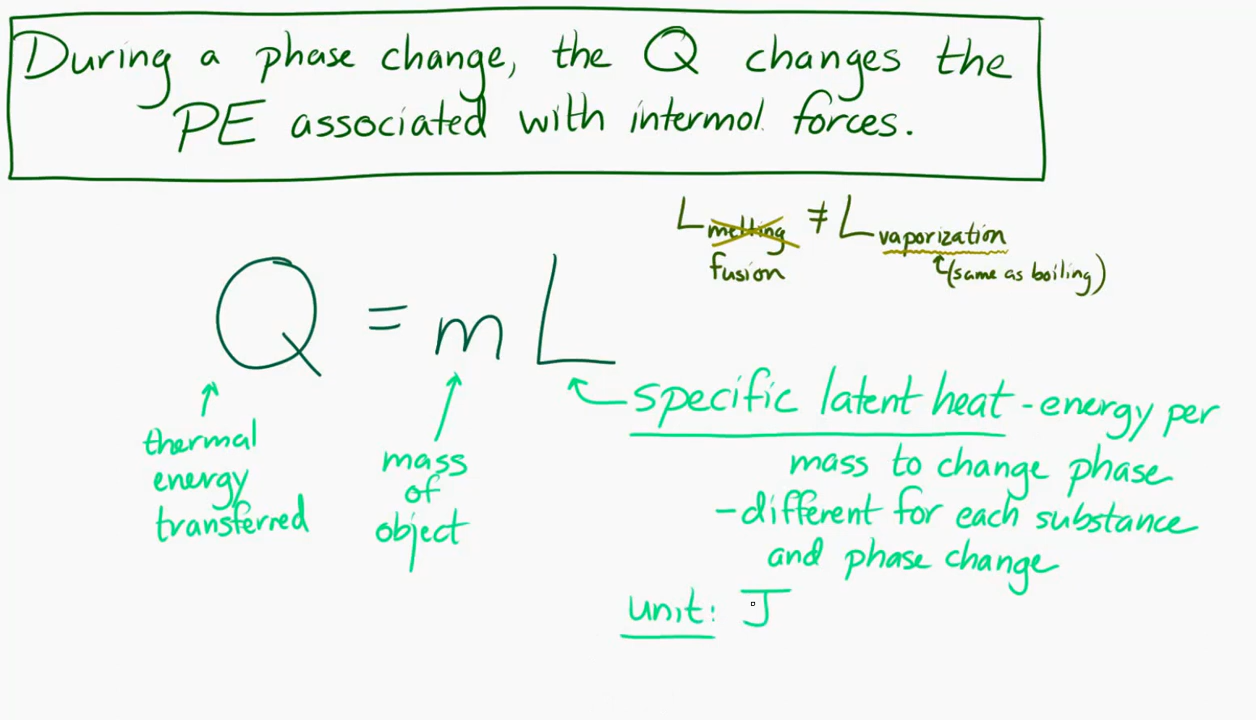 During a phase change, the Q changes the
PE associated with intermol. forces.
L melting ≠ L vaporization
fusion (same as boiling)
Q = mL
specific latent heat - energy per
mass to change phase
- different for each substance
and phase change
thermal
energy
transferred
mass
of
object
unit: J